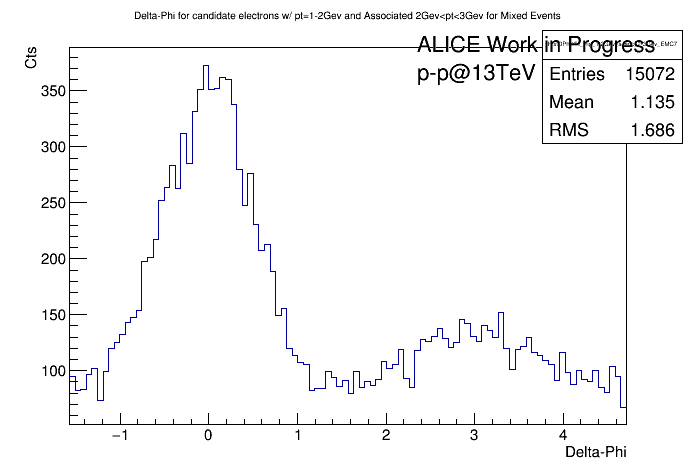 Delta-Phi for candidate electrons w/ pt=1-2Gev and Associated 2Gev<pt<3Gev for Mixed Events
Cts
ALICE Work in Progress
p-p@13TeV
Entries 15072
Mean 1.135
RMS 1.686
350
300
250
200
150
100
−1 0 1 2 3 4
Delta-Phi